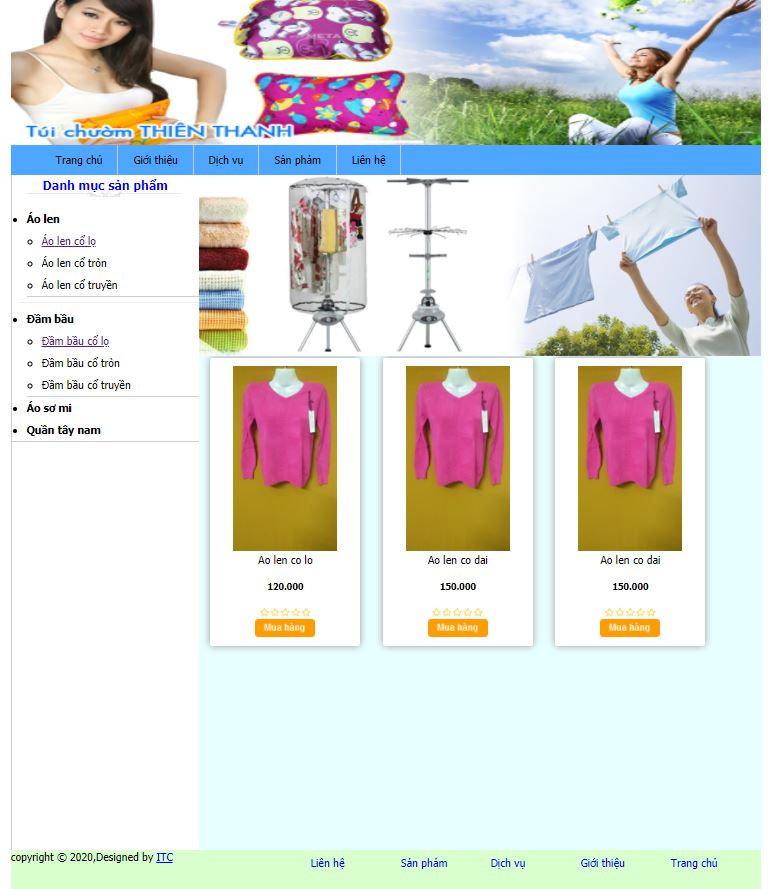 Túi chườm THIÊN THANH
Trang chủ Giới thiệu Dịch vụ Sản phẩm Liên hệ
Danh mục sản phẩm
Áo len
Áo len cổ lọ
Áo len cổ tròn
Áo len cổ truyền
Đầm bầu
Đầm bầu cổ lọ
Đầm bầu cổ tròn
Đầm bầu cổ truyền
Áo sơ mi
Quần tây nam
Ao len co lo Ao len co dai Ao len co dai
120.000 150.000 150.000
Mua hàng Mua hàng Mua hàng
copyright © 2020,Designed by ITC
Liên hệ Sản phẩm Dịch vụ Giới thiệu Trang chủ